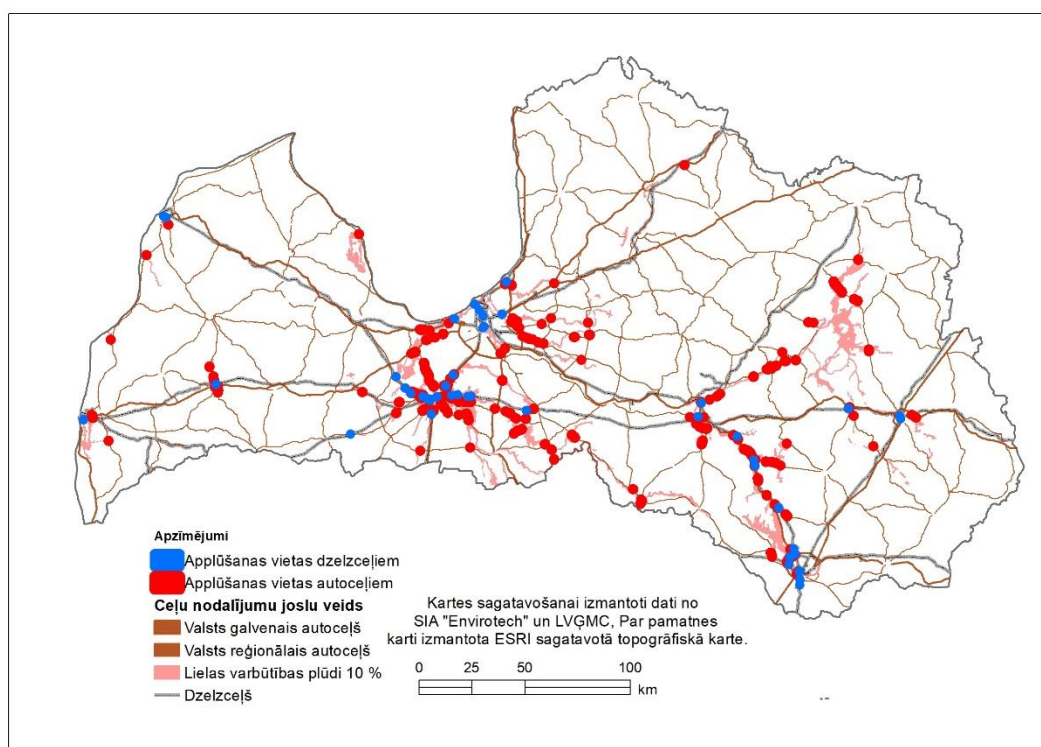 Apzīmējumi
Applūšanas vietas dzelzceļiem
Applūšanas vietas autoceļiem
Ceļu nodalījumu joslu veids
Valsts galvenais autoceļš
Valsts reģionālais autoceļš
Lielas varbūtības plūdi 10 %
Dzelzceļš
Kartes sagatavošanai izmantoti dati no
SIA "Envirotech" un LVĢMC, Par pamatnes
karti izmantota ESRI sagatavotā topogrāfiskā karte.
0 25 50 100
km